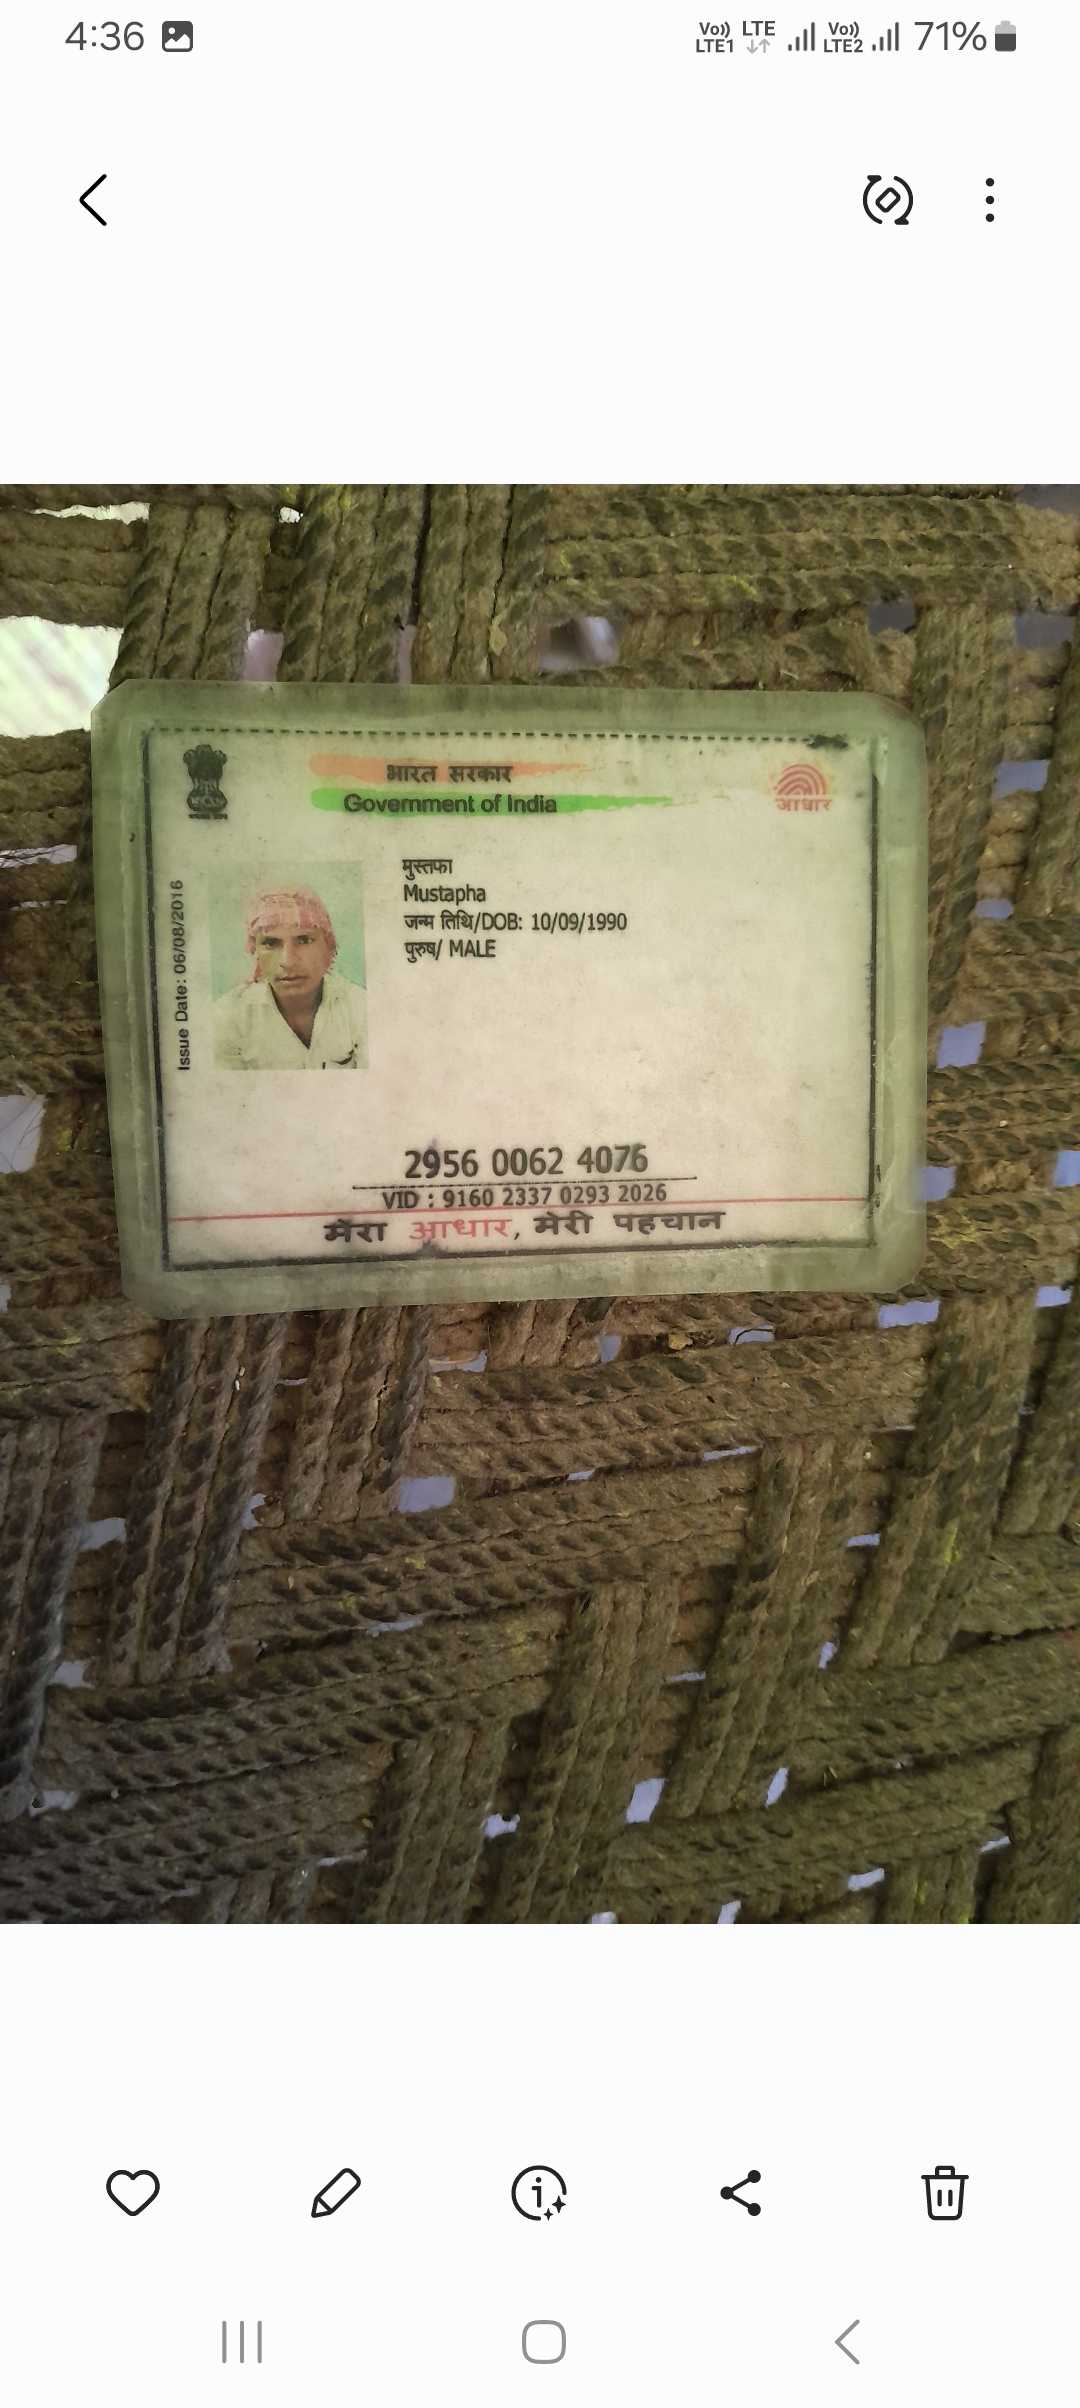 4:36
Vo)) LTE1 LTE Vo)) LTE2 71%
भारत सरकार
Government of India
आधार
Issue Date: 06/08/2016
मुस्तफा
Mustapha
जन्म तिथि/DOB: 10/09/1990
पुरुष/ MALE
2956 0062 4076
VID : 9160 2337 0293 2026
मेरा आधार, मेरी पहचान